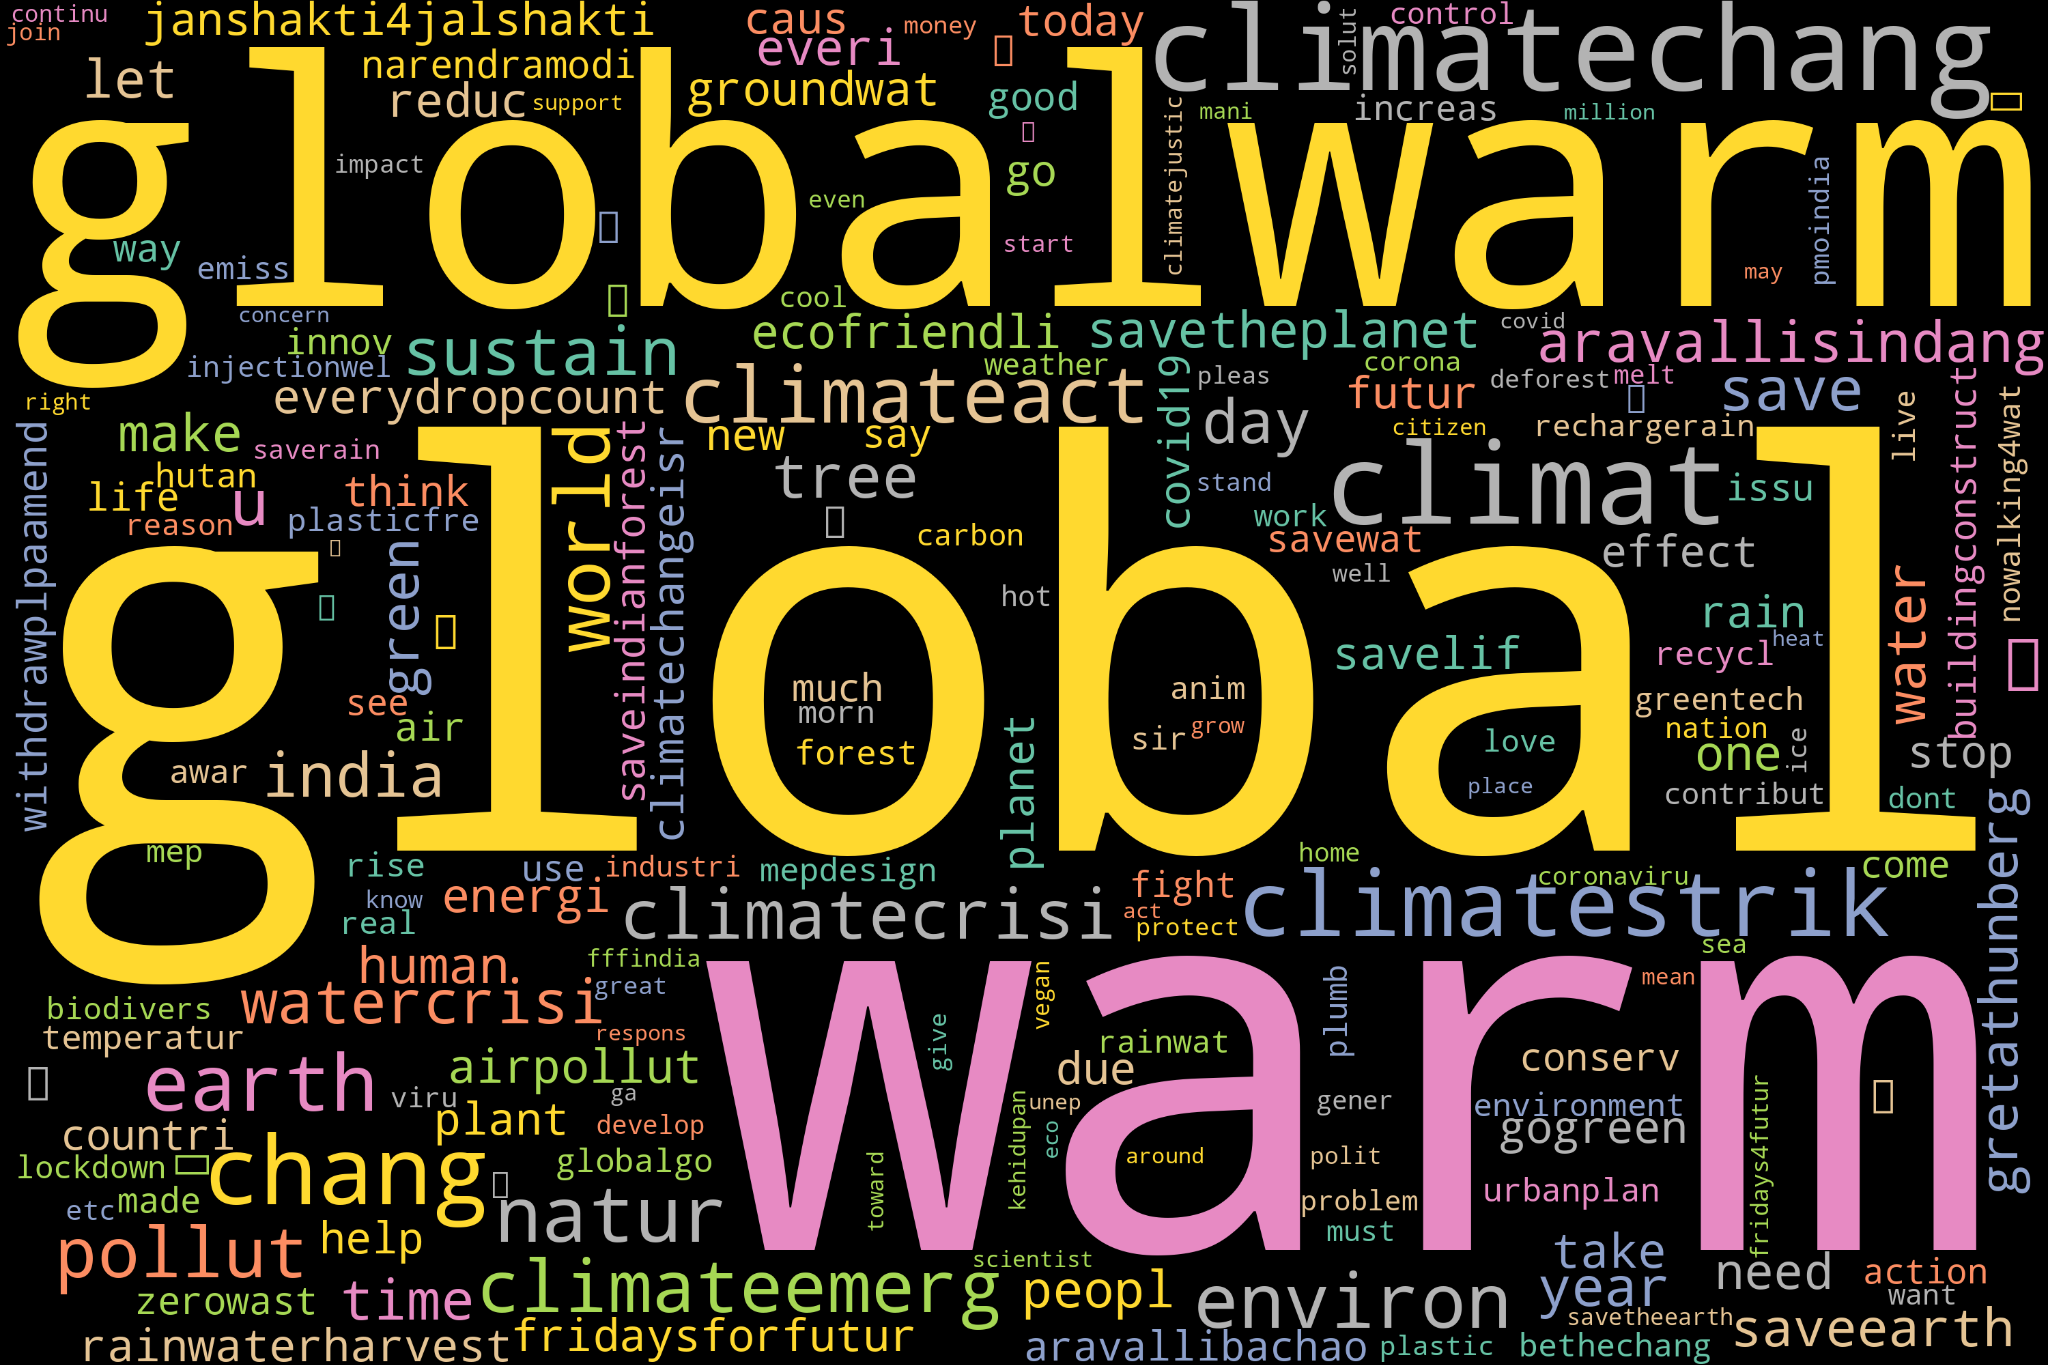 continu janshakti4jalshakti caus money today climatechang control
join everi solut
let narendramodi groundwat good increas
reduc support mani million
globalwarm
impact go climatejustic pmoindia
even
way start may
emiss
concern cool covid
innov sustain ecofriendli savetheplanet aravallisindang
injectionwel weather corona
everydropcount climateact pleas futur deforest melt save
right live
make new say covid19 day citizen rechargerain
saverain
hutan tree climat
life u think stand issu
reason plasticfre carbon work savewat effect
withdrawplpaamend green world saveindianforest climatechangeisr
global
well hot rain water buildingconstruct nowalking4wat
savelif recycl heat
see much anim greentech
air morn sir grow nation
forest planet love one ice stop
awar india place contribut dont
mep rise use industri mepdesign home come gretathunberg
know energi fight climatestrik coronaviru
real climatecrisi act protect
human fffindia sea
biodivers watercrisi great vegan plumb mean
temperatur respons give rainwat conserv
warm
earth airpollut due
viru ga unep gener environment
countri plant develop kehidupan eco gogreen fridays4futur
lockdown chang globalgo toward around polit
etc made natur problem urbanplan
pollut help must take
scientist need action
zerowast time climateemerg peopl environ year want
savetheearth
rainwaterharvest fridaysforfutur aravallibachao plastic bethechang saveearth